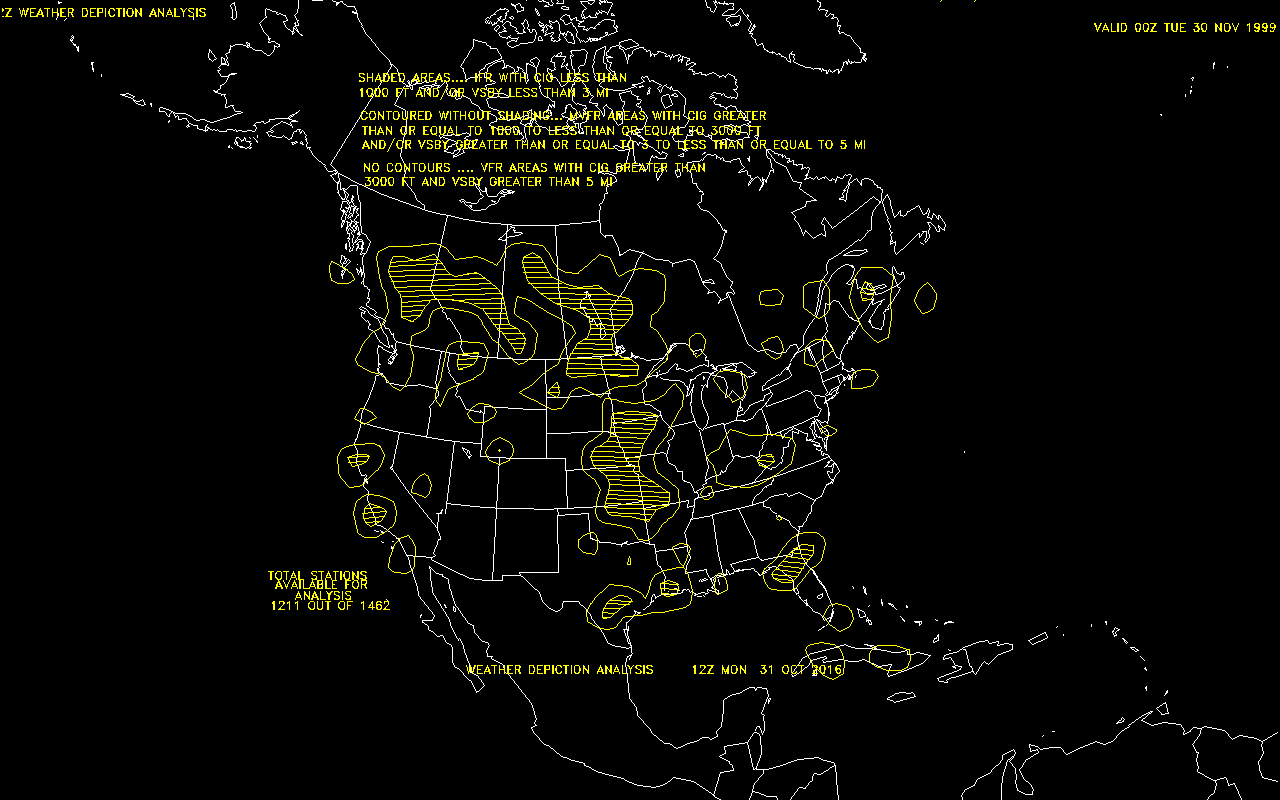 :Z WEATHER DEPICTION ANALYSIS
VALID 00Z TUE 30 NOV 1999
SHADED AREAS.... IFR WITH CIG LESS THAN
1000 FT AND/OR VSBY LESS THAN 3 MI
CONTOURED WITHOUT SHADING... MVFR AREAS WITH CIG GREATER
THAN OR EQUAL TO 1000 TO LESS THAN OR EQUAL TO 3000 FT
AND/OR VSBY GREATER THAN OR EQUAL TO 3 TO LESS THAN OR EQUAL TO 5 MI
NO CONTOURS .... VFR AREAS WITH CIG GREATER THAN
3000 FT AND VSBY GREATER THAN 5 MI
TOTAL STATIONS
AVAILABLE FOR
ANALYSIS
1211 OUT OF 1462
WEATHER DEPICTION ANALYSIS 12Z MON 31 OCT 2016